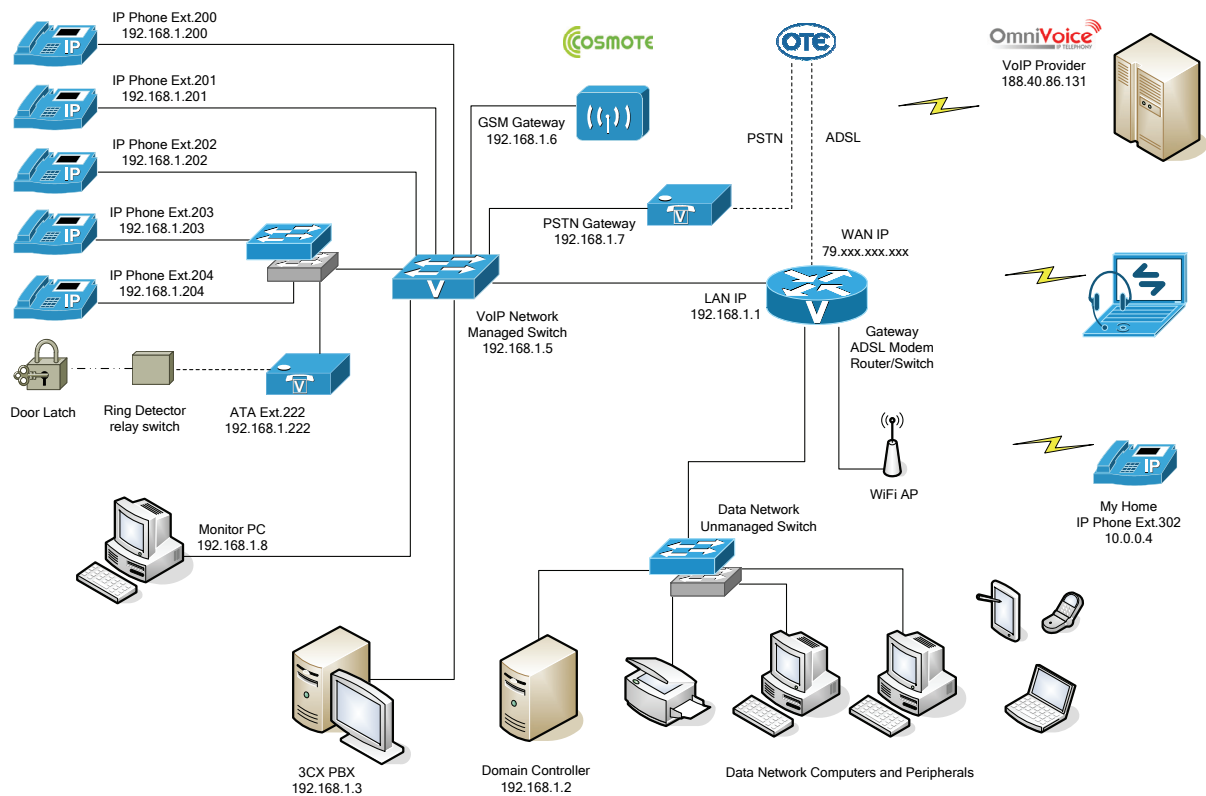 IP Phone Ext.200
192.168.1.200
IP
IP Phone Ext.201
192.168.1.201
IP
IP Phone Ext.202
192.168.1.202
IP
IP Phone Ext.203
192.168.1.203
IP
IP Phone Ext.204
192.168.1.204
IP
COSMOTE
OTE
OmniVoice
IP TELEPHONY
VoIP Provider
188.40.86.131
GSM Gateway
192.168.1.6
PSTN
ADSL
V
PSTN Gateway
192.168.1.7
WAN IP
79.xxx.xxx.xxx
V
VoIP Network
Managed Switch
192.168.1.5
LAN IP
192.168.1.1
V
Gateway
ADSL Modem
Router/Switch
Door Latch
Ring Detector
relay switch
V
ATA Ext.222
192.168.1.222
WiFi AP
IP
My Home
IP Phone Ext.302
10.0.0.4
Monitor PC
192.168.1.8
Data Network
Unmanaged Switch
3CX PBX
192.168.1.3
Domain Controller
192.168.1.2
Data Network Computers and Peripherals